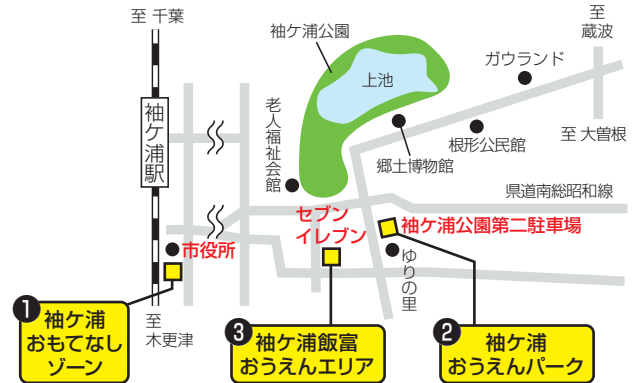 至 千葉
袖ケ浦公園
上池
至
蔵波
ガウランド
袖ケ浦駅
老人
福祉
会館
郷土博物館
根形公民館
至 大曽根
県道南総昭和線
セブン
イレブン
袖ケ浦公園第二駐車場
市役所
ゆりの里
至
木更津
1
袖ケ浦
おもてなし
ゾーン
3
袖ケ浦飯富
おうえんエリア
2
袖ケ浦
おうえんパーク